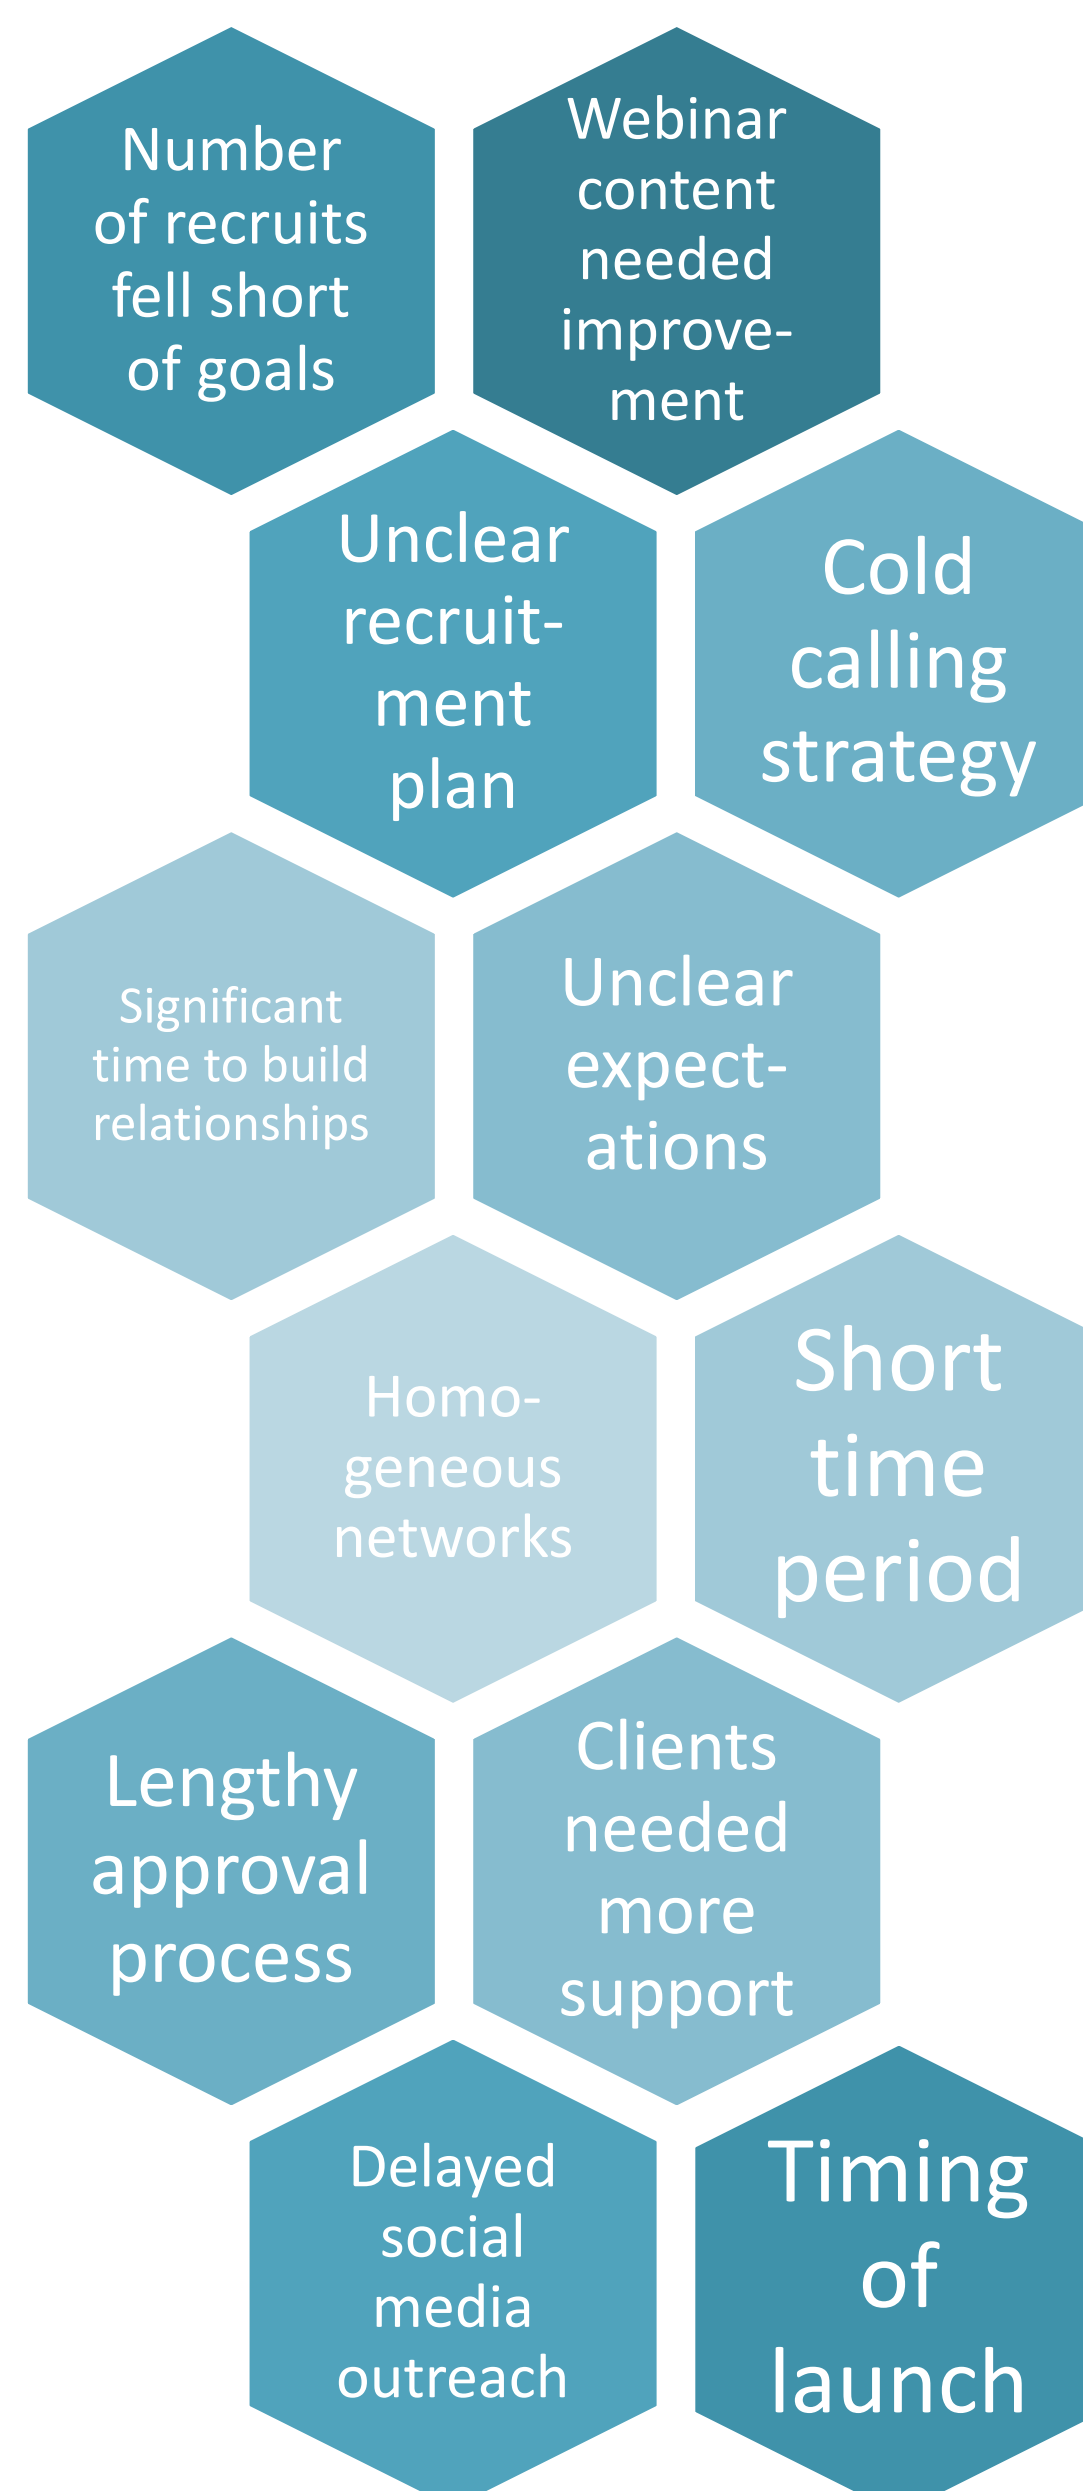 Number
of recruits
fell short
of goals
Webinar
content
needed
improve-
ment
Unclear
recruit-
ment
plan
Cold
calling
strategy
Significant
time to build
relationships
Unclear
expect-
ations
Homo-
geneous
networks
Short
time
period
Lengthy
approval
process
Clients
needed
more
support
Delayed
social
media
outreach
Timing
of
launch